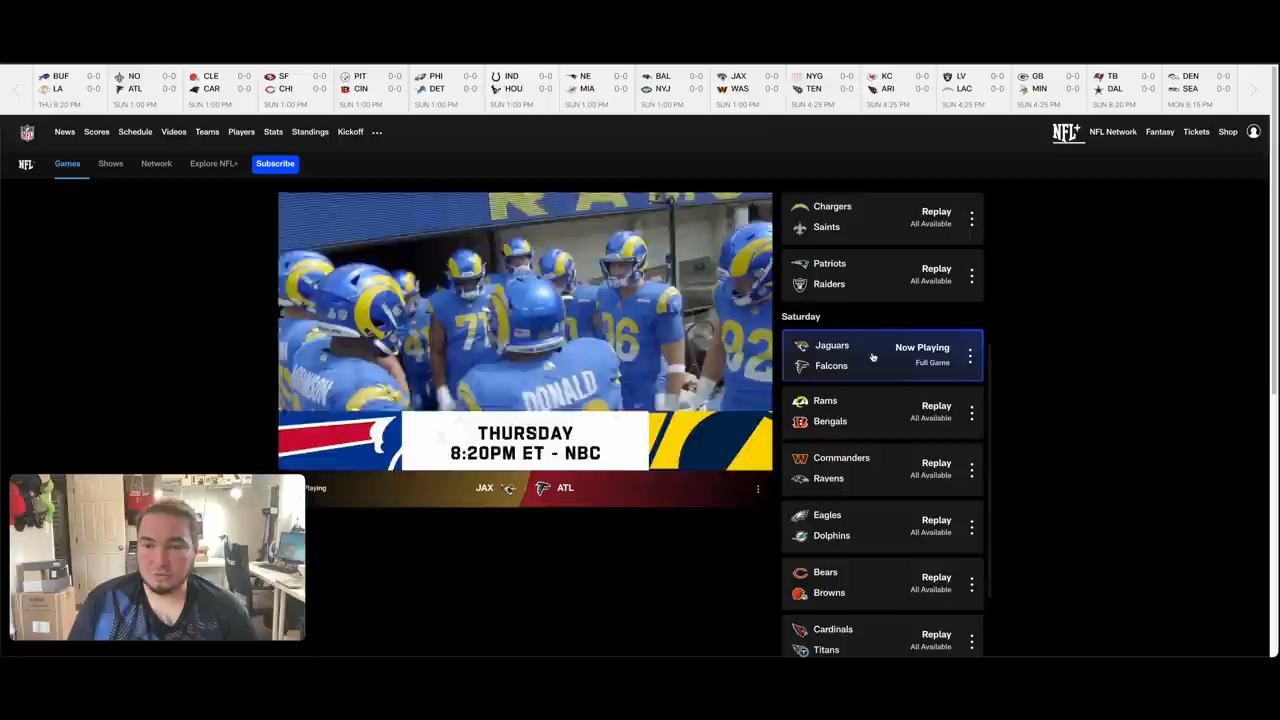 BUF 0-0
LA 0-0
THU 8:20 PM
NO 0-0
ATL 0-0
SUN 1:00 PM
CLE 0-0
CAR 0-0
SUN 1:00 PM
SF 0-0
CHI 0-0
SUN 1:00 PM
PIT 0-0
CIN 0-0
SUN 1:00 PM
PHI 0-0
DET 0-0
SUN 1:00 PM
IND 0-0
HOU 0-0
SUN 1:00 PM
NE 0-0
MIA 0-0
SUN 1:00 PM
BAL 0-0
NYJ 0-0
SUN 1:00 PM
JAX 0-0
WAS 0-0
SUN 1:00 PM
NYG 0-0
TEN 0-0
SUN 4:25 PM
KC 0-0
ARI 0-0
SUN 4:25 PM
LV 0-0
LAC 0-0
SUN 4:25 PM
GB 0-0
MIN 0-0
SUN 4:25 PM
TB 0-0
DAL 0-0
SUN 8:20 PM
DEN 0-0
SEA 0-0
MON 8:15 PM
News Scores Schedule Videos Teams Players Stats Standings Kickoff ...
NFL+ NFL Network Fantasy Tickets Shop
NFL+ Games Shows Network Explore NFL+ Subscribe
DONALD
THURSDAY
8:20PM ET - NBC
Playing JAX ATL
Chargers Replay
Saints All Available
Patriots Replay
Raiders All Available
Saturday
Jaguars Now Playing
Falcons Full Game
Rams Replay
Bengals All Available
Commanders Replay
Ravens All Available
Eagles Replay
Dolphins All Available
Bears Replay
Browns All Available
Cardinals Replay
Titans All Available